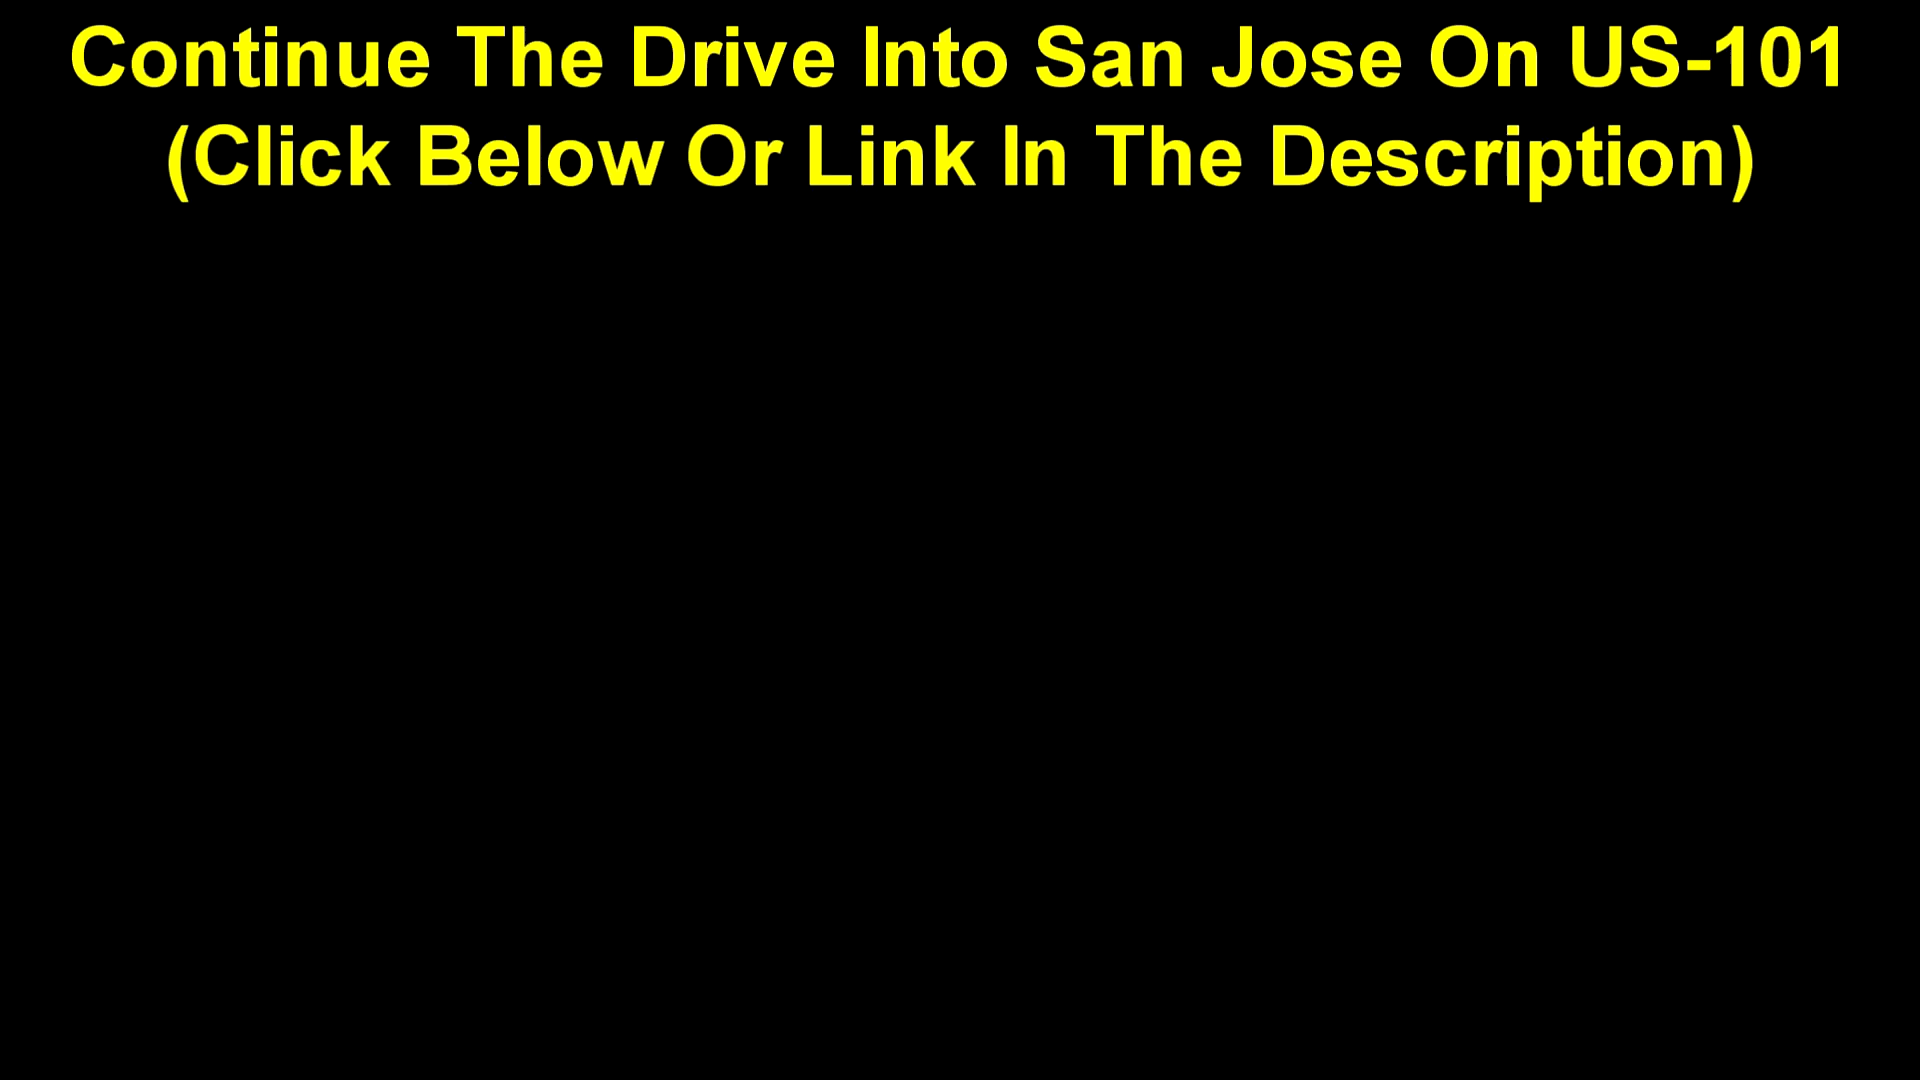 Continue The Drive Into San Jose On US-101
(Click Below Or Link In The Description)